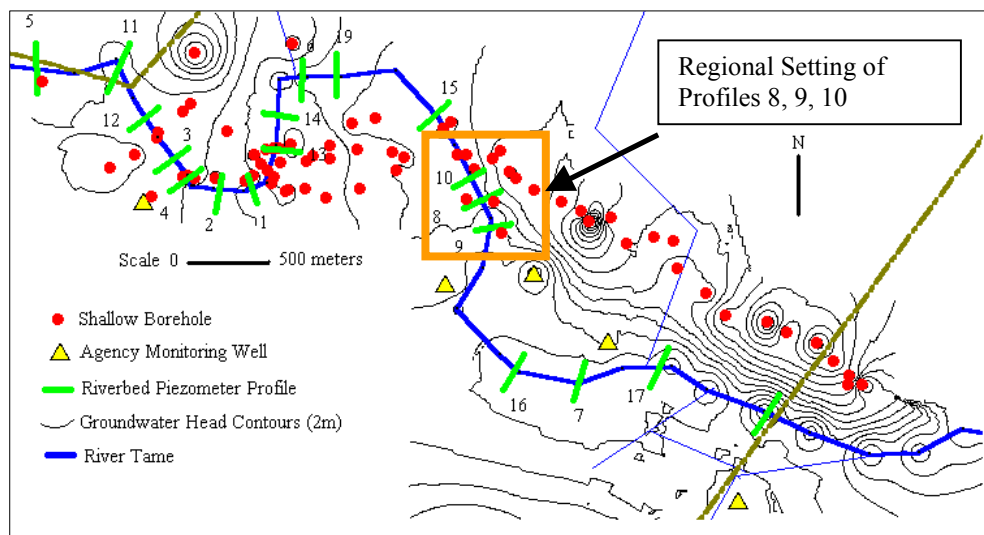 5
11
6
19
Regional Setting of
Profiles 8, 9, 10
15
12
14
N
3
13
10
4
2
1
8
9
Scale 0 500 meters
Shallow Borehole
Agency Monitoring Well
Riverbed Piezometer Profile
Groundwater Head Contours (2m)
River Tame
16
7
17